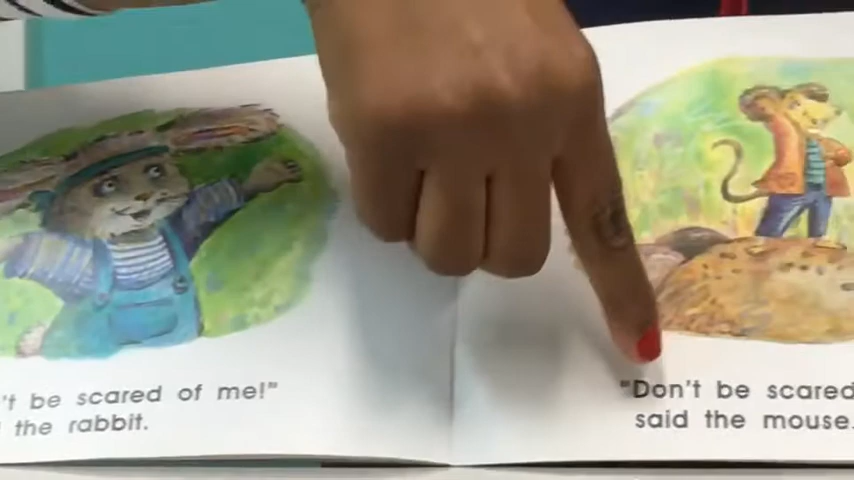 't be scared of me!"
the rabbit.
"Don't be scared
said the mouse.